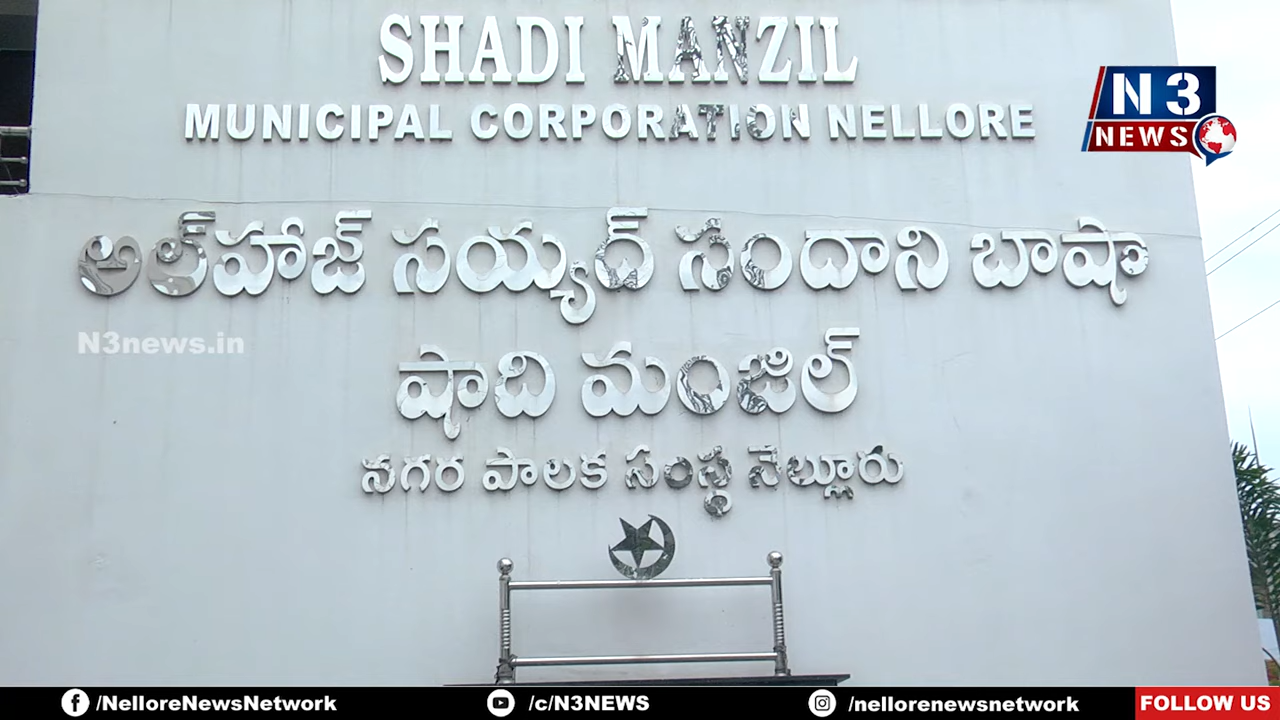 SHADI MANZIL
MUNICIPAL CORPORATION NELLORE
N3
NEWS
అల్‌హాజ్ సయ్యద్ సందాని బాషా
N3news.in
షాది మంజిల్
నగర పాలక సంస్థ నెల్లూరు
/NelloreNewsNetwork
/c/N3NEWS
/nellorenewsnetwork
FOLLOW US